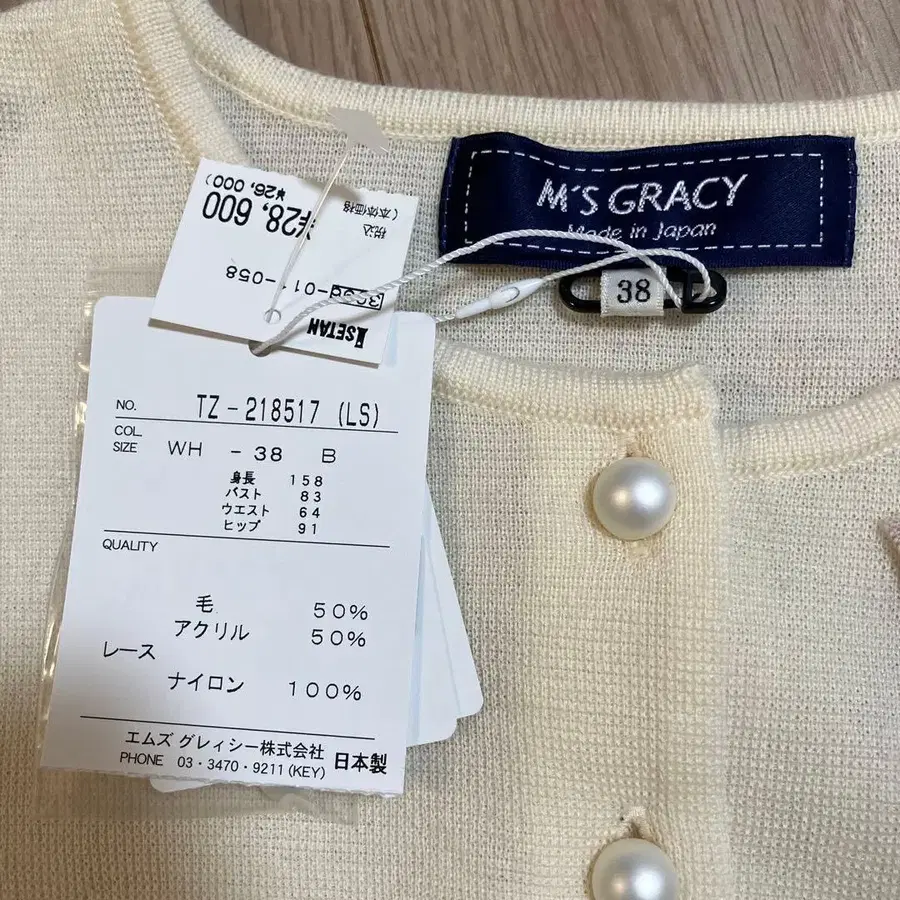 M'S GRACY
Made in Japan
38
¥28,600
税込
(本体価格
¥26,000)
-011-058
ISETAN
NO. TZ-218517 (LS)
COL.
SIZE WH -38 B
身長 158
バスト 83
ウエスト 64
ヒップ 91
QUALITY
毛 50%
アクリル 50%
レース
ナイロン 100%
エムズ グレィシー株式会社 日本製
PHONE 03・3470・9211(KEY)